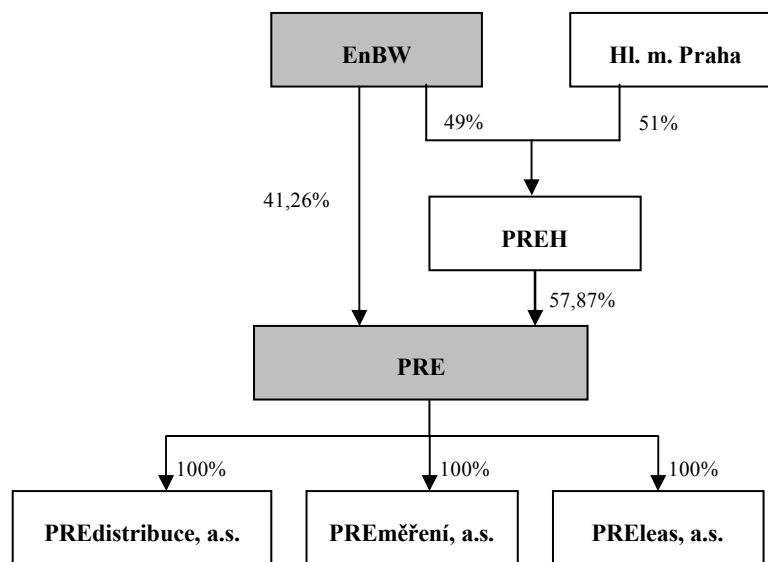 EnBW
Hl. m. Praha
49%
51%
41,26%
PREH
57,87%
PRE
100%
100%
100%
PREdistribuce, a.s.
PREměření, a.s.
PREleas, a.s.